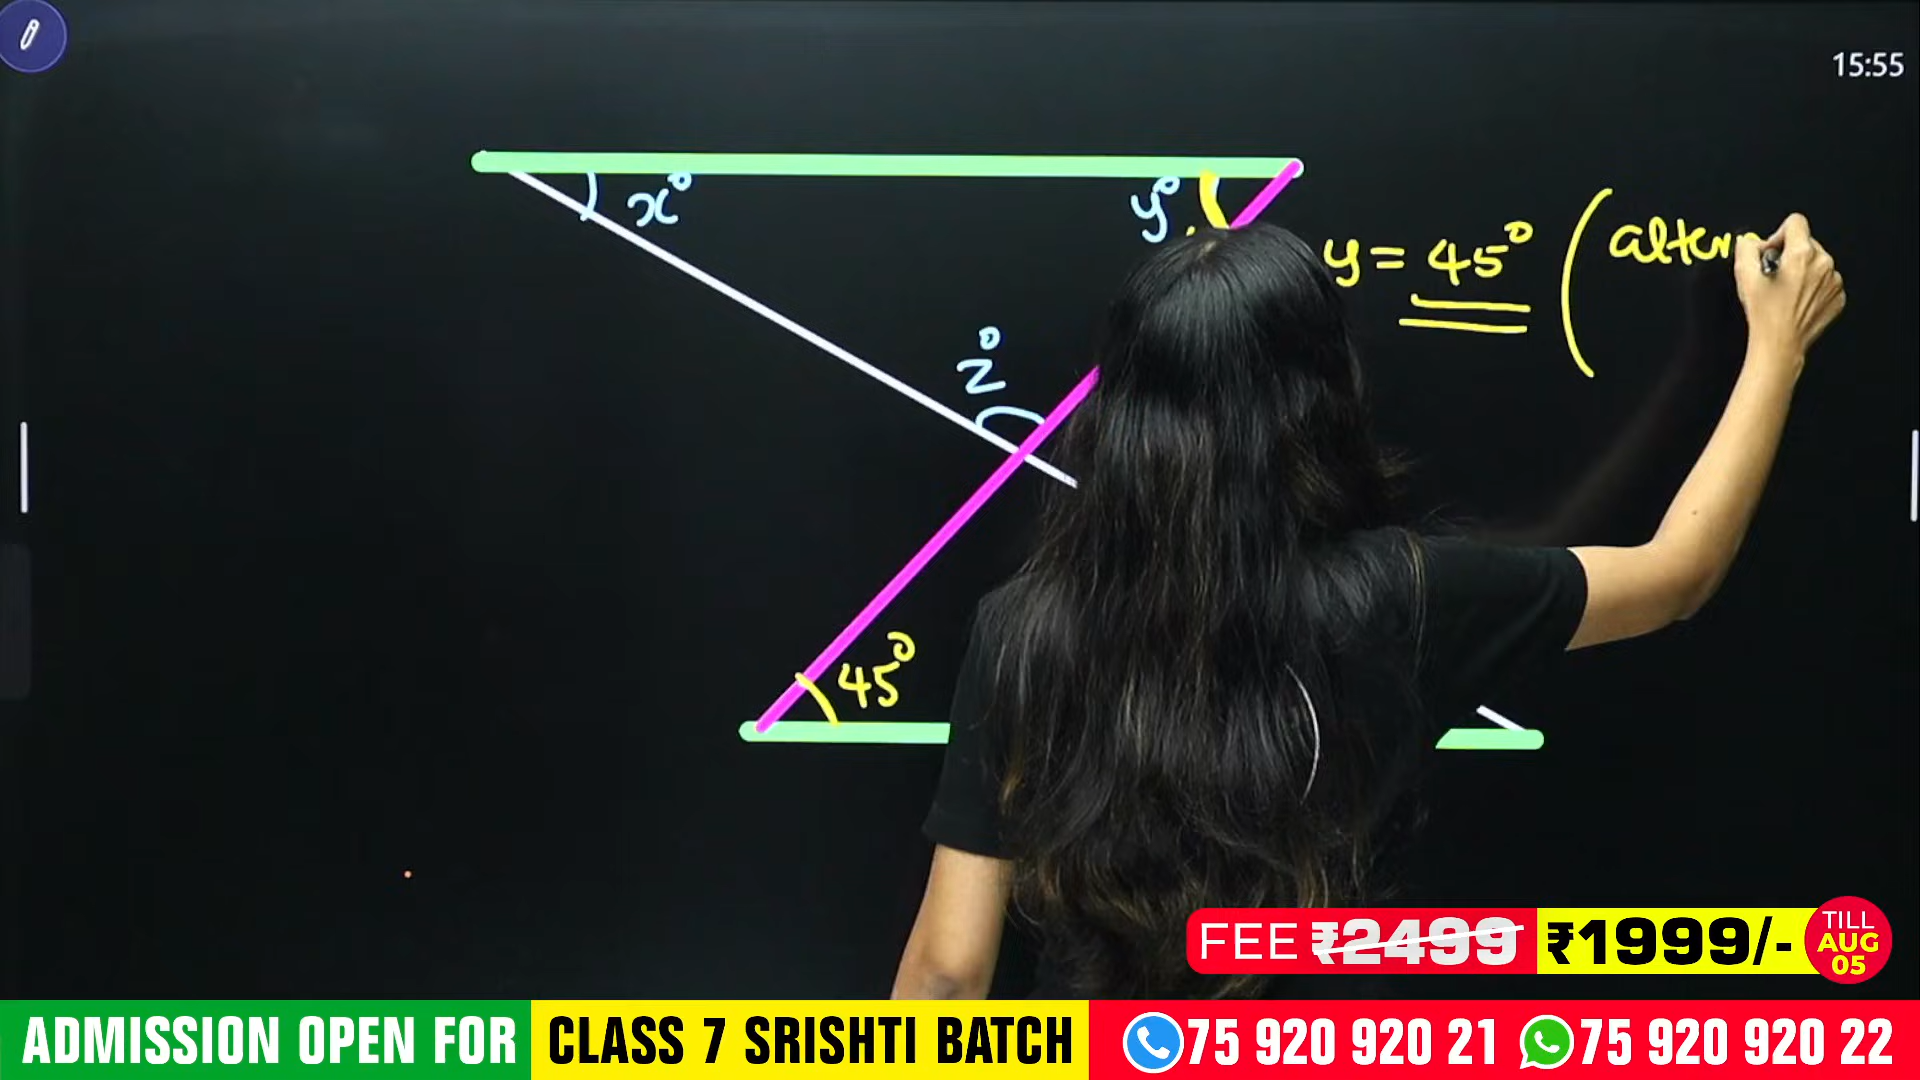 15:55
x°
y°
y = 45° (altern
z°
45°
FEE ₹2499 ₹1999/- TILL AUG 05
ADMISSION OPEN FOR CLASS 7 SRISHTI BATCH 75 920 920 21 75 920 920 22